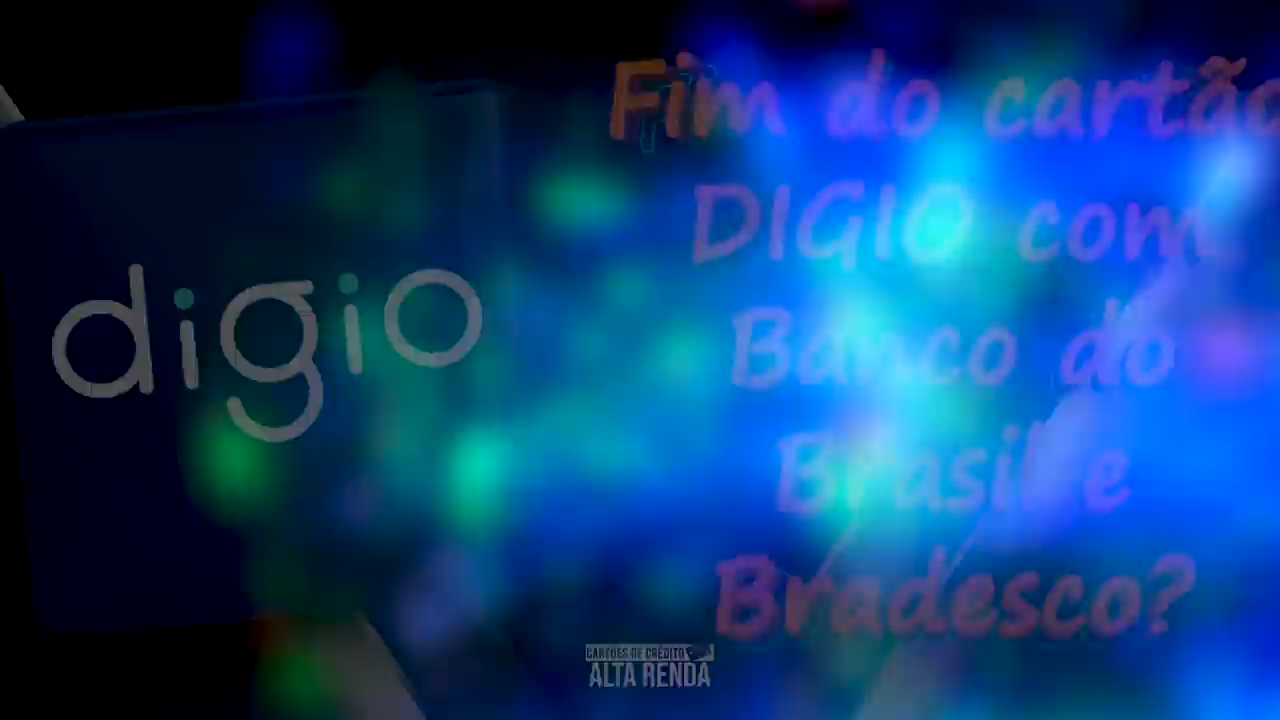 digio
Fim do cartão
DIGIO com
Banco do
Brasil e
Bradesco?
CARTÕES DE CRÉDITO
ALTA RENDA